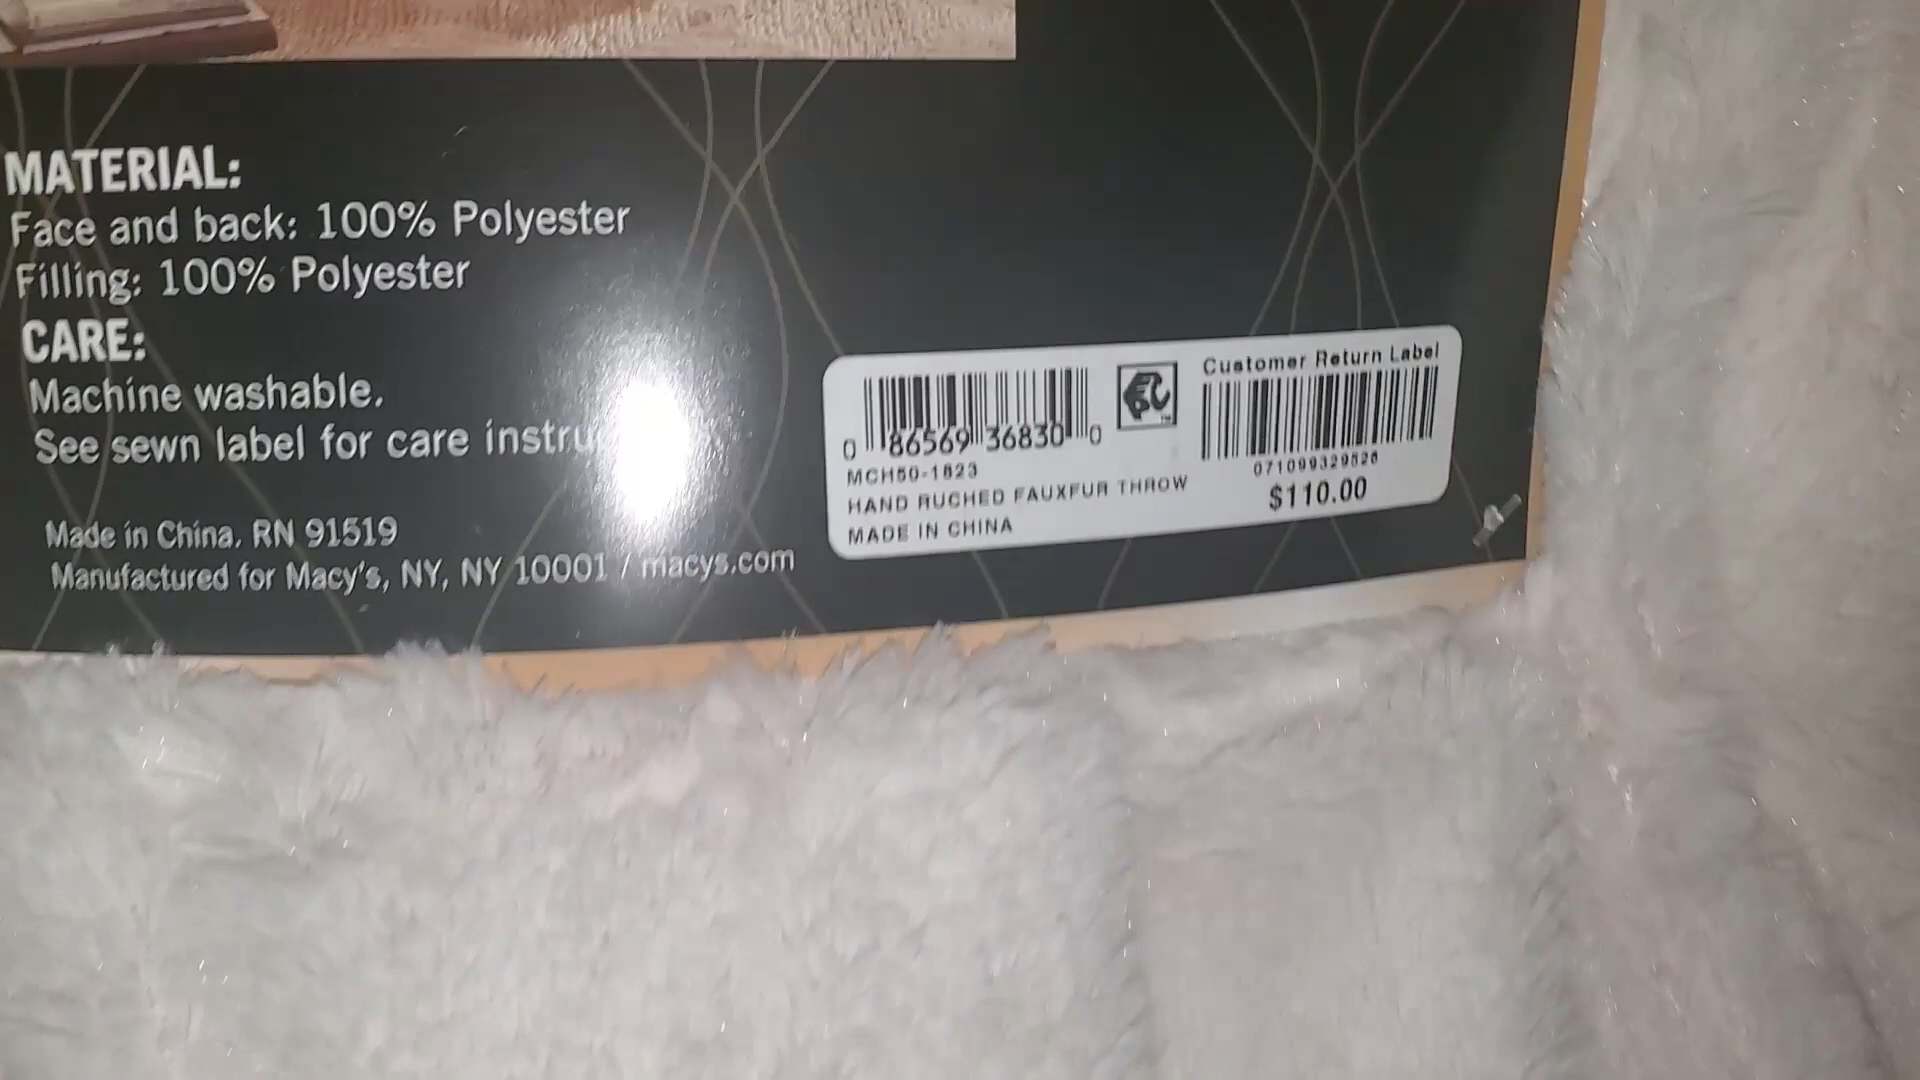 MATERIAL:
Face and back: 100% Polyester
Filling: 100% Polyester
CARE:
Machine washable.
See sewn label for care
Made in China, RN 91519
Manufactured for Macy's, NY, NY 10001 / macys.com
0 86569 36830 0
MCH50-1823
HAND RUCHED FAUXFUR THROW
MADE IN CHINA
Customer Return Label
071099329526
$110.00